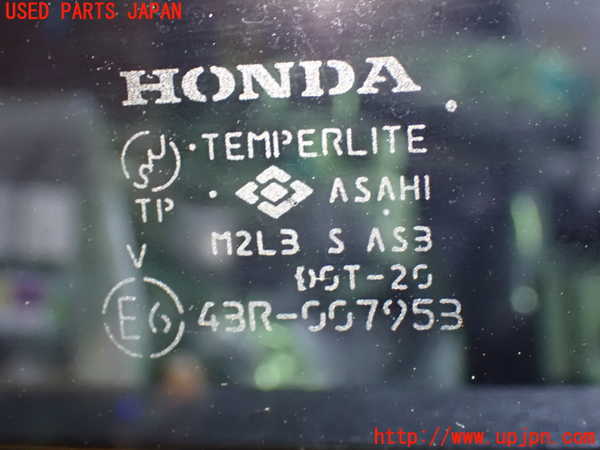 USED PARTS JAPAN
HONDA
TEMPERLITE
TP ASAHI
M2L3 S AS3
V DOT-20
E6 43R-007953
http://www.upjpn.com/